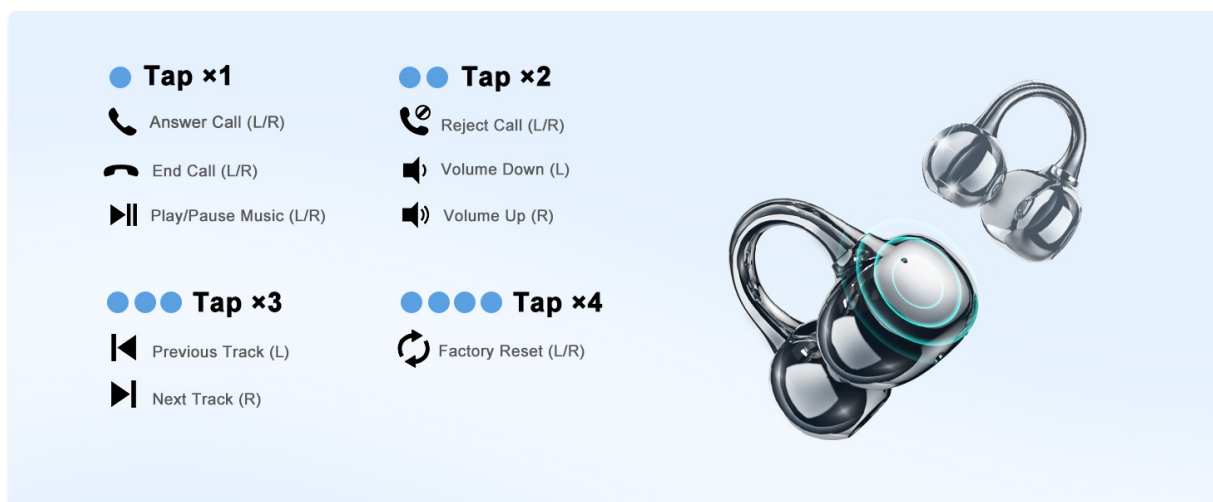 Tap ×1
Answer Call (L/R)
End Call (L/R)
Play/Pause Music (L/R)
Tap ×2
Reject Call (L/R)
Volume Down (L)
Volume Up (R)
Tap ×3
Previous Track (L)
Next Track (R)
Tap ×4
Factory Reset (L/R)